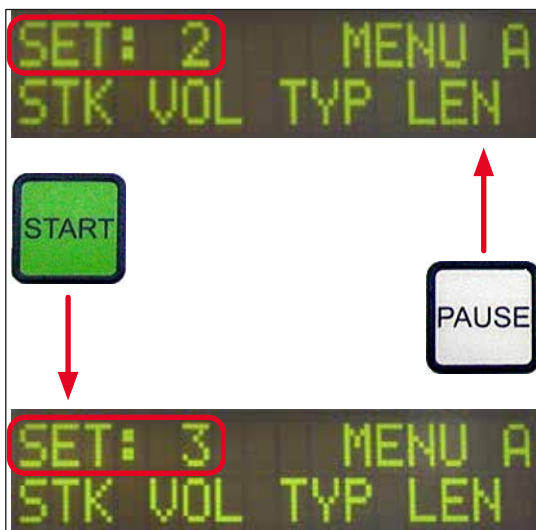 SET: 2 MENU A
STK VOL TYP LEN
START
PAUSE
SET: 3 MENU A
STK VOL TYP LEN